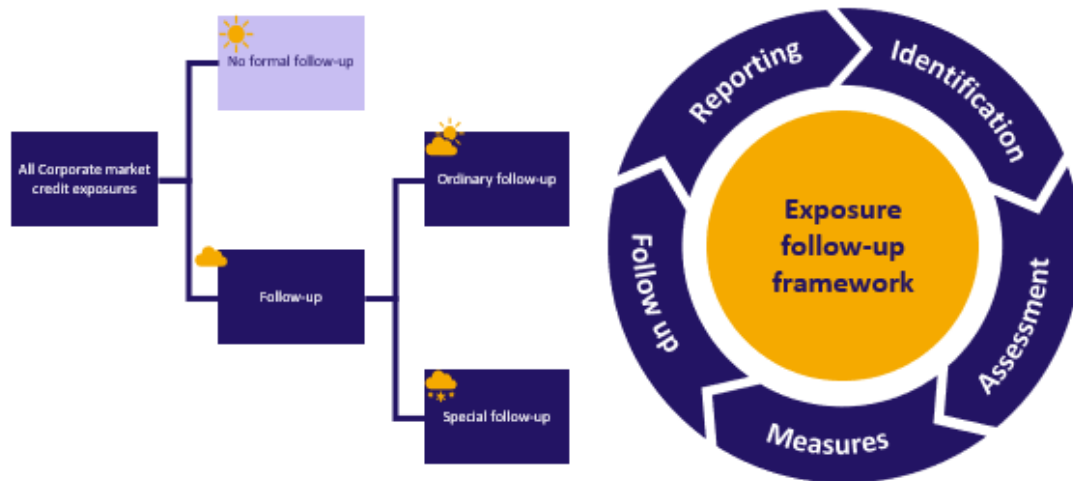 No formal follow-up
All Corporate market
credit exposures
Ordinary follow-up
Follow-up
Special follow-up
Reporting
Identification
Assessment
Measures
Follow up
Exposure
follow-up
framework